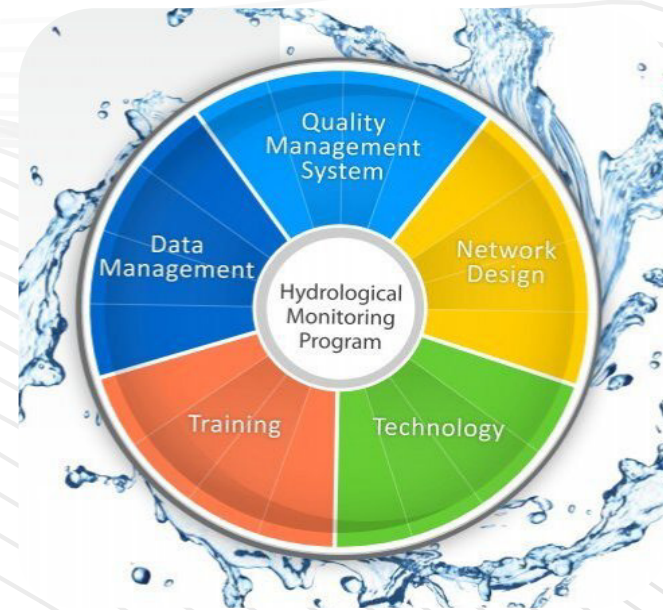 Quality
Management
System
Network
Design
Technology
Training
Data
Management
Hydrological
Monitoring
Program